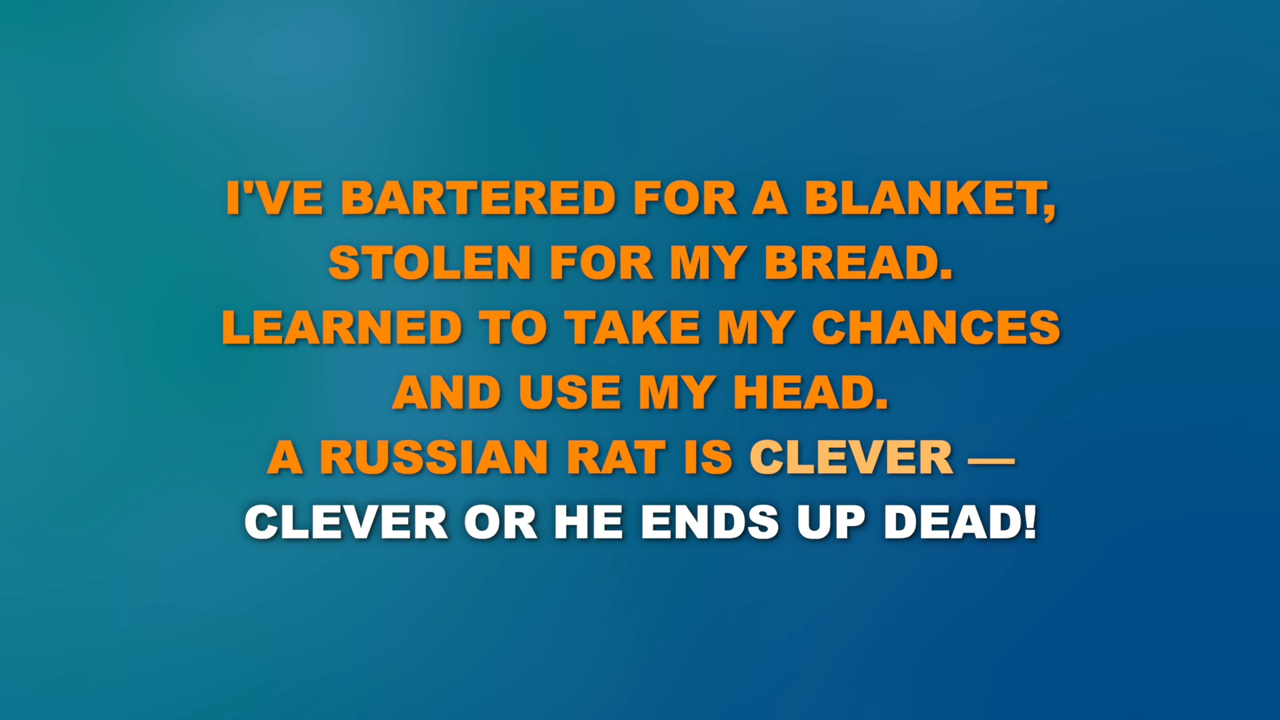 I'VE BARTERED FOR A BLANKET,
STOLEN FOR MY BREAD.
LEARNED TO TAKE MY CHANCES
AND USE MY HEAD.
A RUSSIAN RAT IS CLEVER —
CLEVER OR HE ENDS UP DEAD!